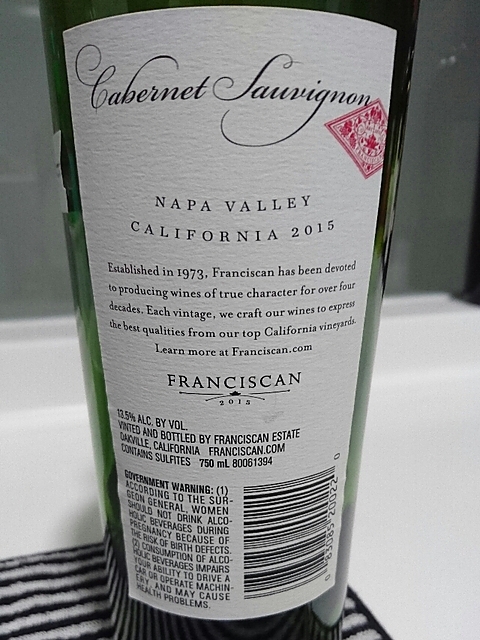 Cabernet Sauvignon
NAPA VALLEY
CALIFORNIA 2015
Established in 1973, Franciscan has been devoted
to producing wines of true character for over four
decades. Each vintage, we craft our wines to express
the best qualities from our top California vineyards.
Learn more at Franciscan.com
FRANCISCAN
2015
13.5% ALC. BY VOL.
VINTED AND BOTTLED BY FRANCISCAN ESTATE
OAKVILLE, CALIFORNIA FRANCISCAN.COM
CONTAINS SULFITES 750 mL 80061394
GOVERNMENT WARNING: (1)
ACCORDING TO THE SUR-
GEON GENERAL, WOMEN
SHOULD NOT DRINK ALCO-
HOLIC BEVERAGES DURING
PREGNANCY BECAUSE OF
THE RISK OF BIRTH DEFECTS.
(2) CONSUMPTION OF ALCO-
HOLIC BEVERAGES IMPAIRS
YOUR ABILITY TO DRIVE A
CAR OR OPERATE MACHIN-
ERY, AND MAY CAUSE
HEALTH PROBLEMS.